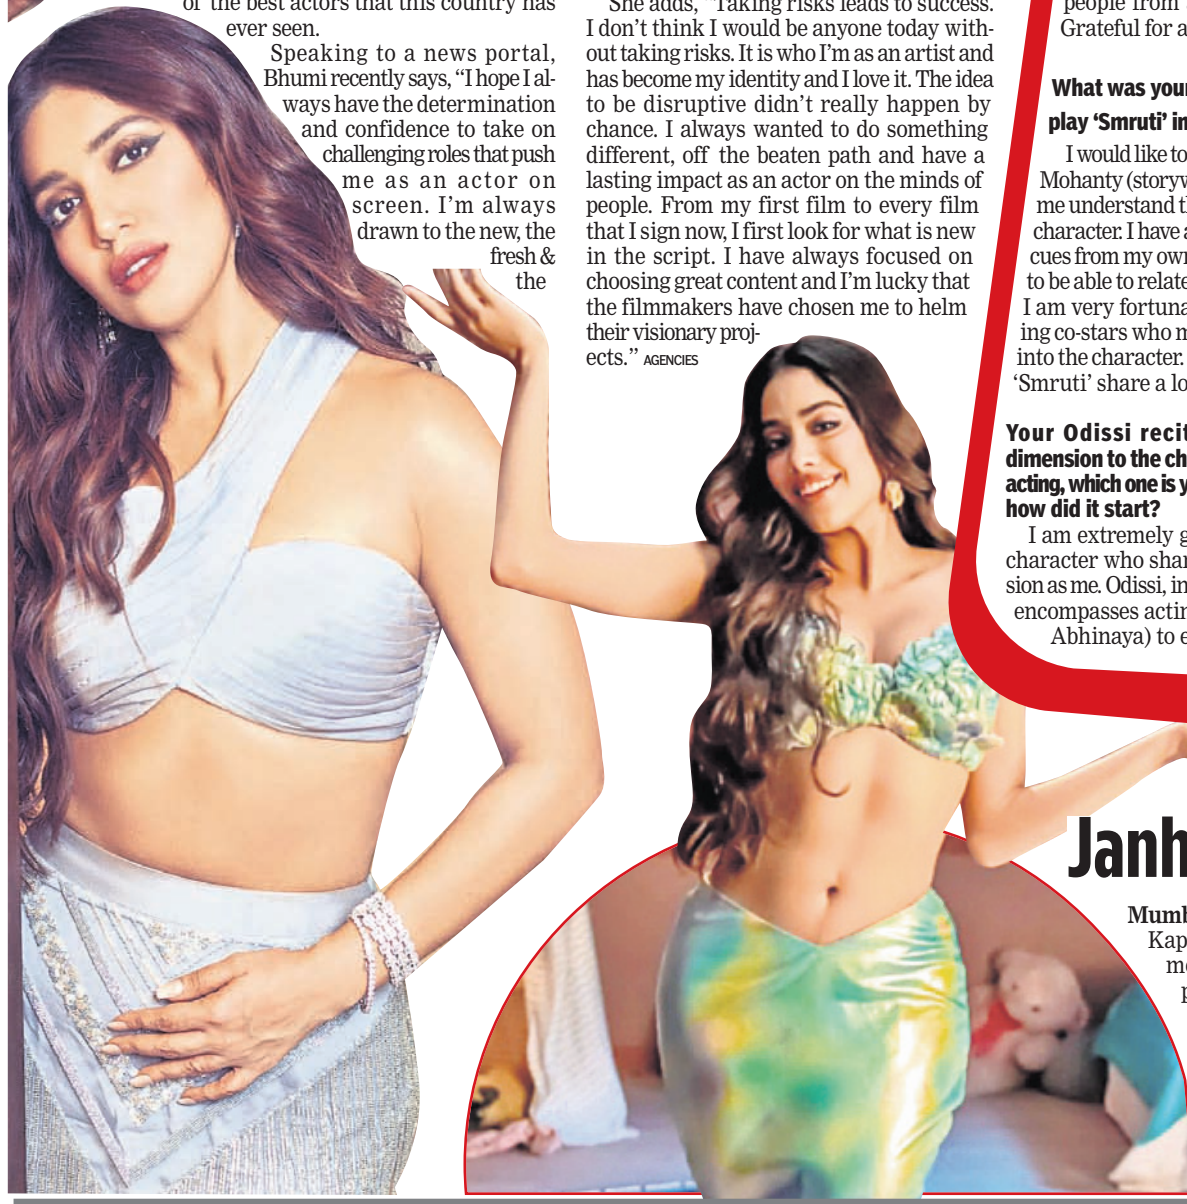 of the best actors that this country has
ever seen.
Speaking to a news portal,
Bhumi recently says, “I hope I al-
ways have the determination
and confidence to take on
challenging roles that push
me as an actor on
screen. I’m always
drawn to the new, the
fresh &
the
She adds, “Taking risks leads to success.
I don’t think I would be anyone today with-
out taking risks. It is who I’m as an artist and
has become my identity and I love it. The idea
to be disruptive didn’t really happen by
chance. I always wanted to do something
different, off the beaten path and have a
lasting impact as an actor on the minds of
people. From my first film to every film
that I sign now, I first look for what is new
in the script. I have always focused on
choosing great content and I’m lucky that
the filmmakers have chosen me to helm
their visionary proj-
ects.” AGENCIES
people from
Grateful for a
What was your
play ‘Smruti’ in
I would like to
Mohanty (storyw
me understand th
character. I have a
cues from my own
to be able to relate
I am very fortuna
ing co-stars who m
into the character.
‘Smruti’ share a lo
Your Odissi recit
dimension to the ch
acting, which one is y
how did it start?
I am extremely g
character who shar
sion as me. Odissi, in
encompasses actin
Abhinaya) to e
Janh
Mumb
Kap
mo
p